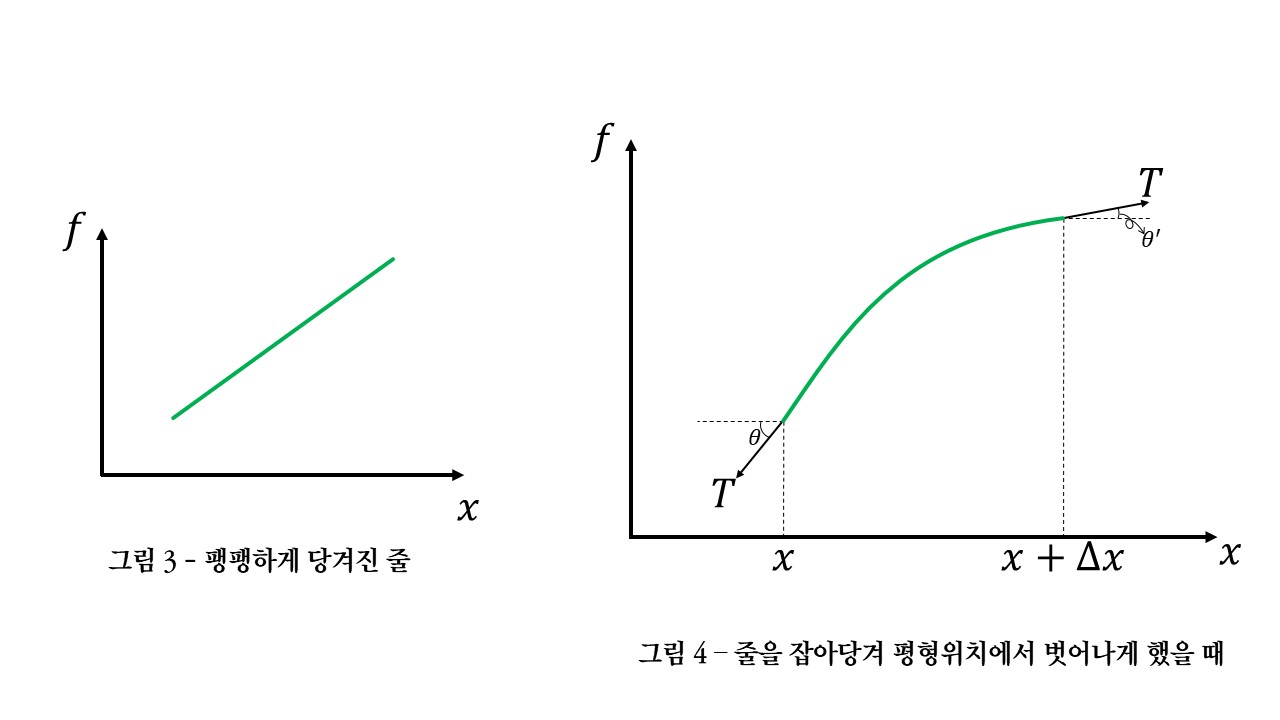 f
x
그림 3 - 팽팽하게 당겨진 줄
f
T
θ′
θ
T
x
x + Δx
x
그림 4 – 줄을 잡아당겨 평형위치에서 벗어나게 했을 때